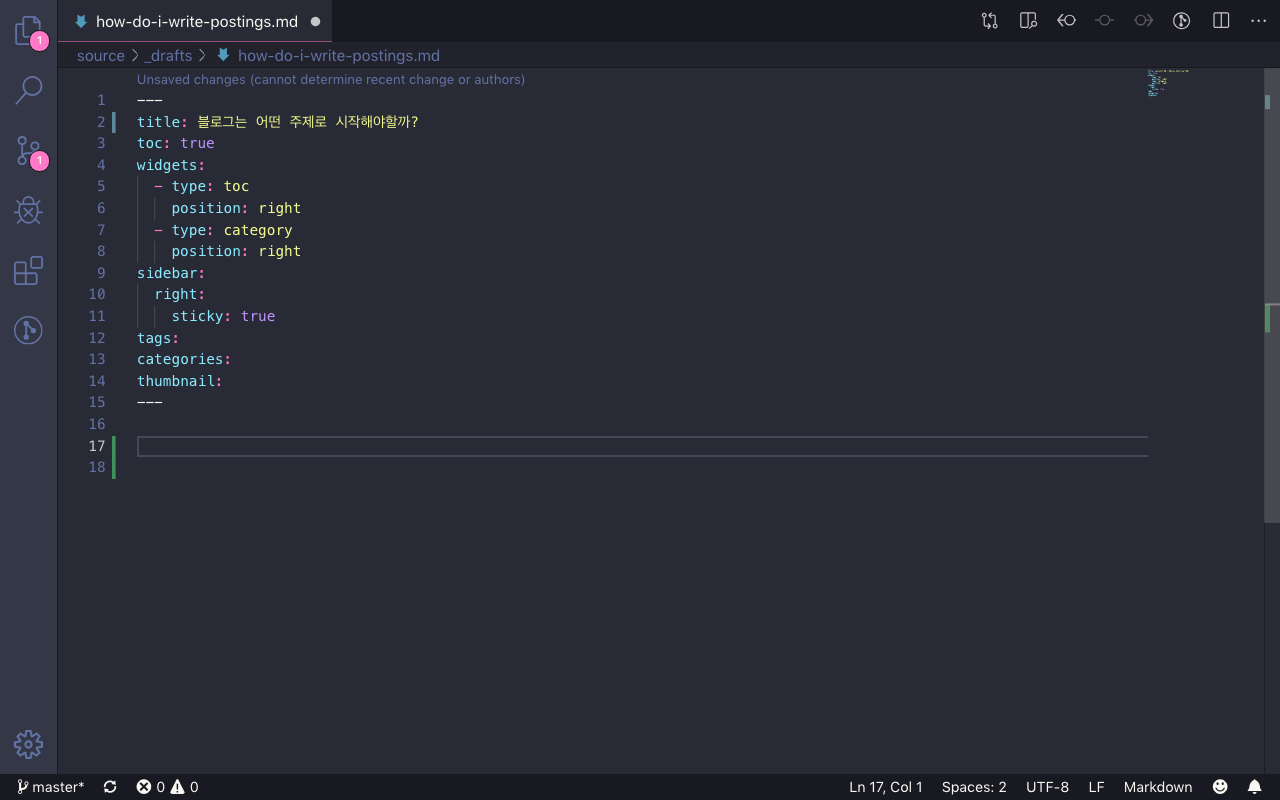 how-do-i-write-postings.md
source > _drafts > how-do-i-write-postings.md
Unsaved changes (cannot determine recent change or authors)
1 ---
2 title: 블로그는 어떤 주제로 시작해야할까?
3 toc: true
4 widgets:
5 - type: toc
6 position: right
7 - type: category
8 position: right
9 sidebar:
10 right:
11 sticky: true
12 tags:
13 categories:
14 thumbnail:
15 ---
16
17
18
1
1
master* 0 0 Ln 17, Col 1 Spaces: 2 UTF-8 LF Markdown